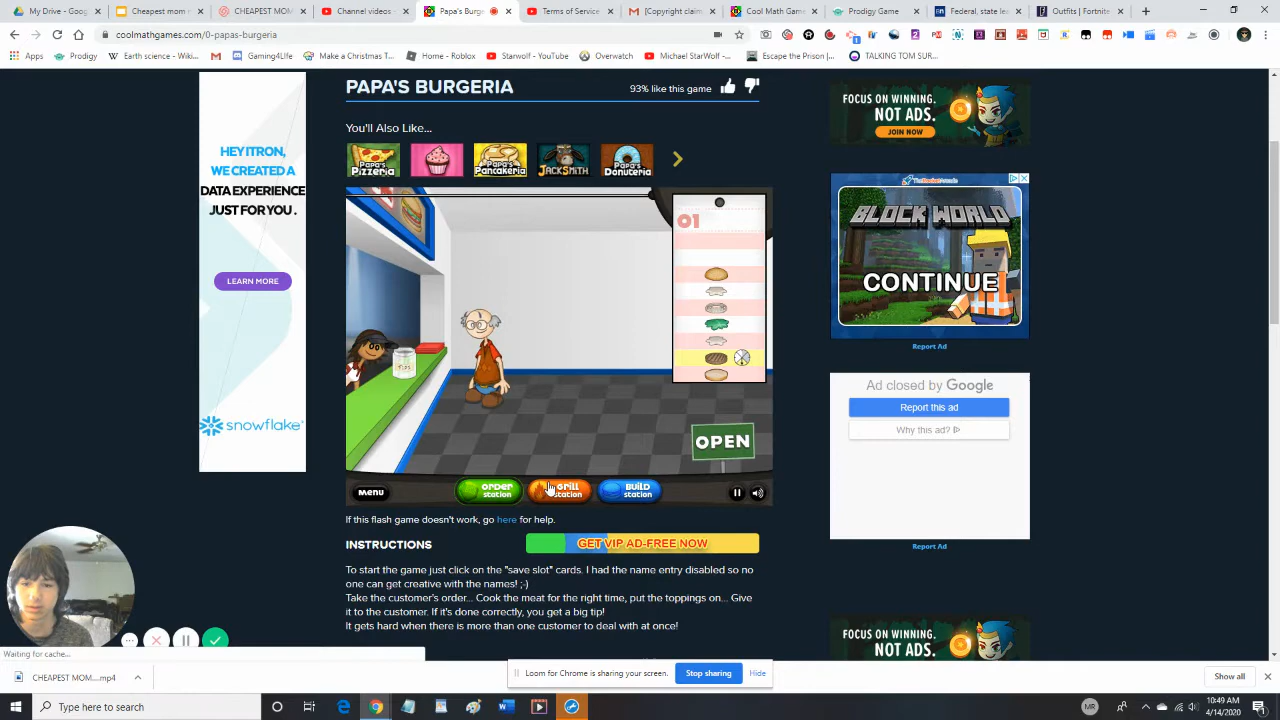 Cheapest mom r
CHEAPEST MOM
Channel videos -
Papa's Burge
Terms of Service
[Copyright claim
Cool Math Game
Prodigy Game
Federal, state le
Outfits | Fortnite
coolmathgames.com/0-papas-burgeria
Apps
Prodigy
Wrath
Earth science - Wiki...
Gaming4Life
Make a Christmas T...
Home - Roblox
Starwolf - YouTube
Overwatch
Michael StarWolf -...
Escape the Prison |...
TALKING TOM SUR...
PAPA'S BURGERIA
93% like this game
You'll Also Like...
Papa's Pizzeria
Papa's Pancakeria
JACKSMITH
Papa's Donuteria
HEY ITRON,
WE CREATED A
DATA EXPERIENCE
JUST FOR YOU .
LEARN MORE
snowflake
01
TIPS
OPEN
MENU
ORDER station
GRILL station
BUILD station
If this flash game doesn't work, go here for help.
INSTRUCTIONS
GET VIP AD-FREE NOW
To start the game just click on the "save slot" cards. I had the name entry disabled so no
one can get creative with the names! ;-)
Take the customer's order... Cook the meat for the right time, put the toppings on... Give
it to the customer. If it's done correctly, you get a big tip!
It gets hard when there is more than one customer to deal with at once!
FOCUS ON WINNING.
NOT ADS.
JOIN NOW
BLOCK WORLD
CONTINUE
Report Ad
Ad closed by Google
Report this ad
Why this ad?
Report Ad
FOCUS ON WINNING.
NOT ADS.
Waiting for cache...
CHEAPEST MOM....mp4
Loom for Chrome is sharing your screen.
Stop sharing
Hide
Show all
Type here to search
MR
10:49 AM
4/14/2020